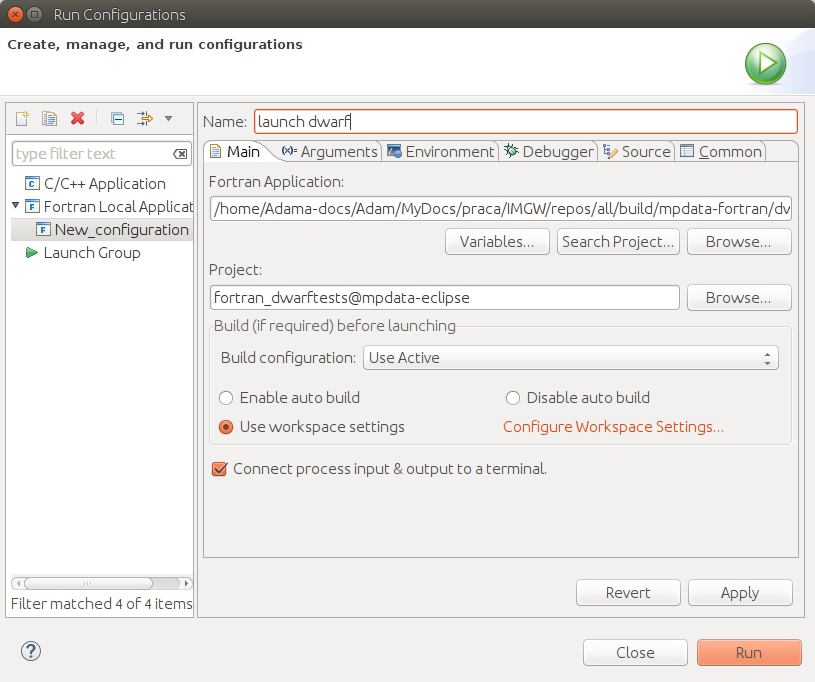 Run Configurations
Create, manage, and run configurations
Name: launch dwarf
type filter text
Main (x)= Arguments Environment Debugger Source Common
C/C++ Application
Fortran Local Applicat
New_configuration
Launch Group
Fortran Application:
/home/Adama-docs/Adam/MyDocs/praca/IMGW/repos/all/build/mpdata-fortran/dv
Variables... Search Project... Browse...
Project:
fortran_dwarftests@mpdata-eclipse Browse...
Build (if required) before launching
Build configuration: Use Active
Enable auto build Disable auto build
Use workspace settings Configure Workspace Settings...
Connect process input & output to a terminal.
Filter matched 4 of 4 items
Revert Apply
? Close Run